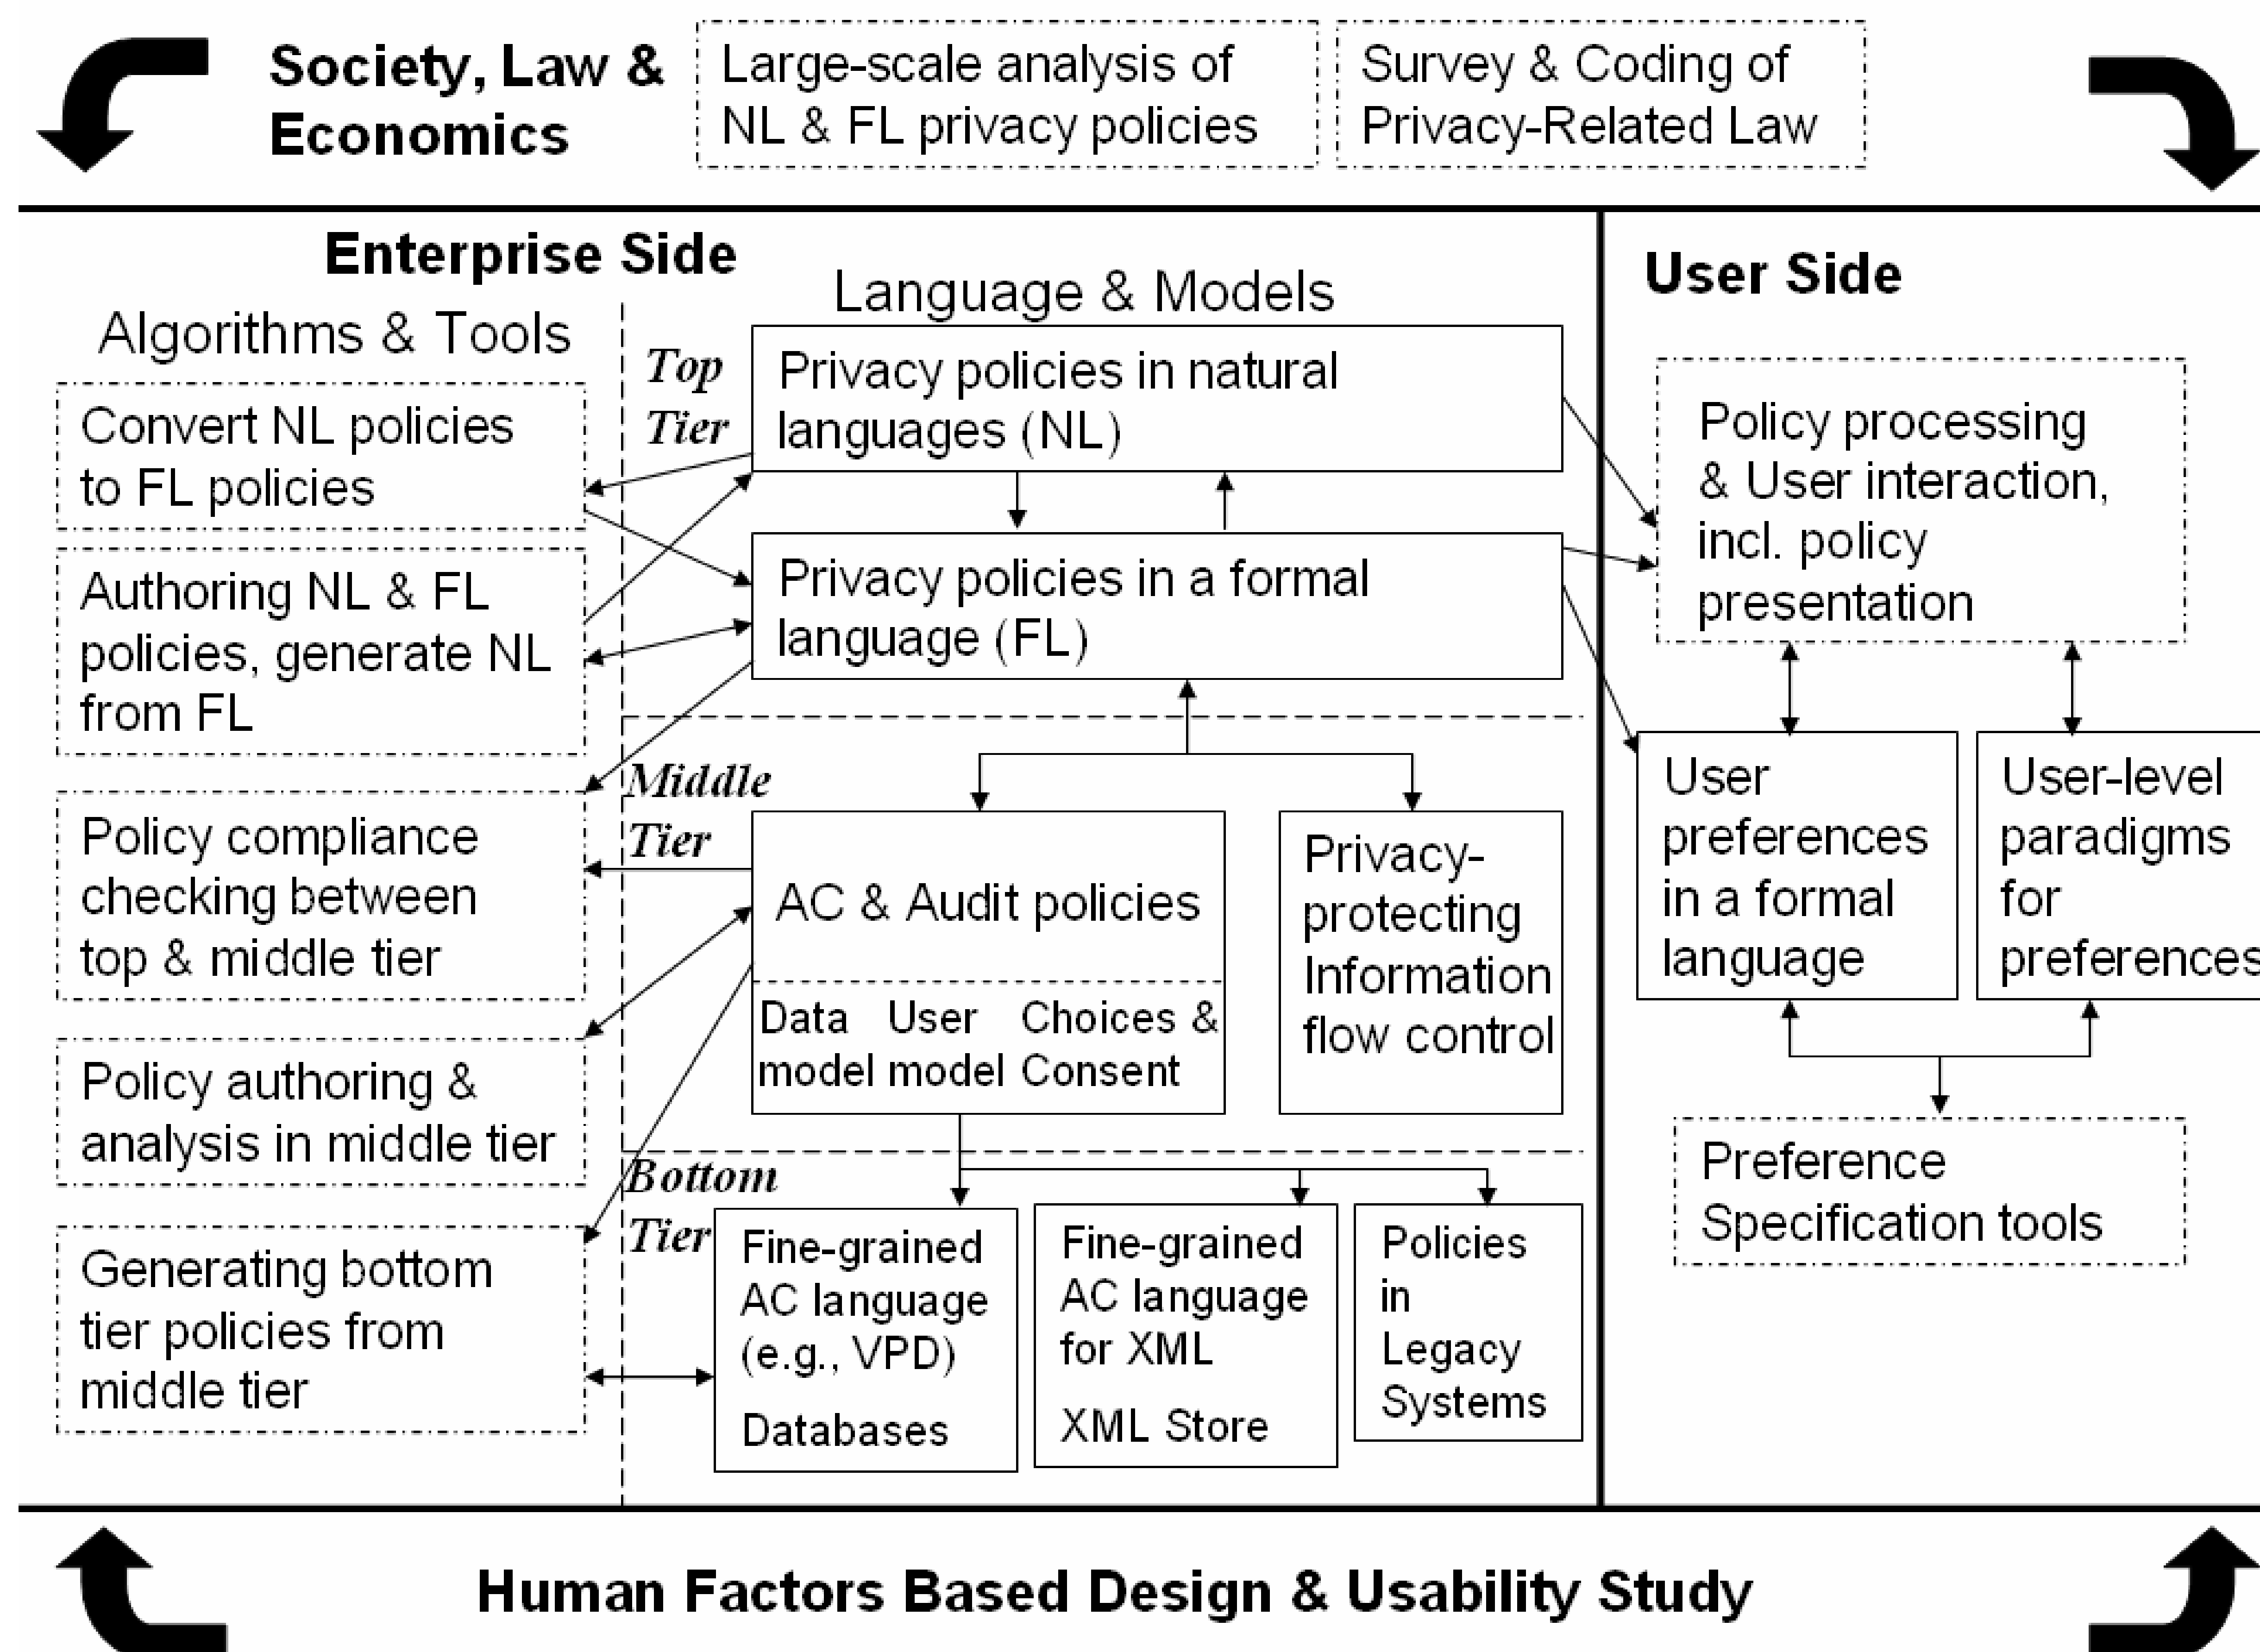 Society, Law &
Economics
Large-scale analysis of
NL & FL privacy policies
Survey & Coding of
Privacy-Related Law
Enterprise Side
Algorithms & Tools
Convert NL policies
to FL policies
Authoring NL & FL
policies, generate NL
from FL
Policy compliance
checking between
top & middle tier
Policy authoring &
analysis in middle tier
Generating bottom
tier policies from
middle tier
Language & Models
Top
Tier
Privacy policies in natural
languages (NL)
Privacy policies in a formal
language (FL)
Middle
Tier
AC & Audit policies
Data model
User model
Choices & Consent
Privacy-
protecting
Information
flow control
Bottom
Tier
Fine-grained
AC language
(e.g., VPD)
Databases
Fine-grained
AC language
for XML
XML Store
Policies
in
Legacy
Systems
User Side
Policy processing
& User interaction,
incl. policy
presentation
User
preferences
in a formal
language
User-level
paradigms
for
preferences
Preference
Specification tools
Human Factors Based Design & Usability Study